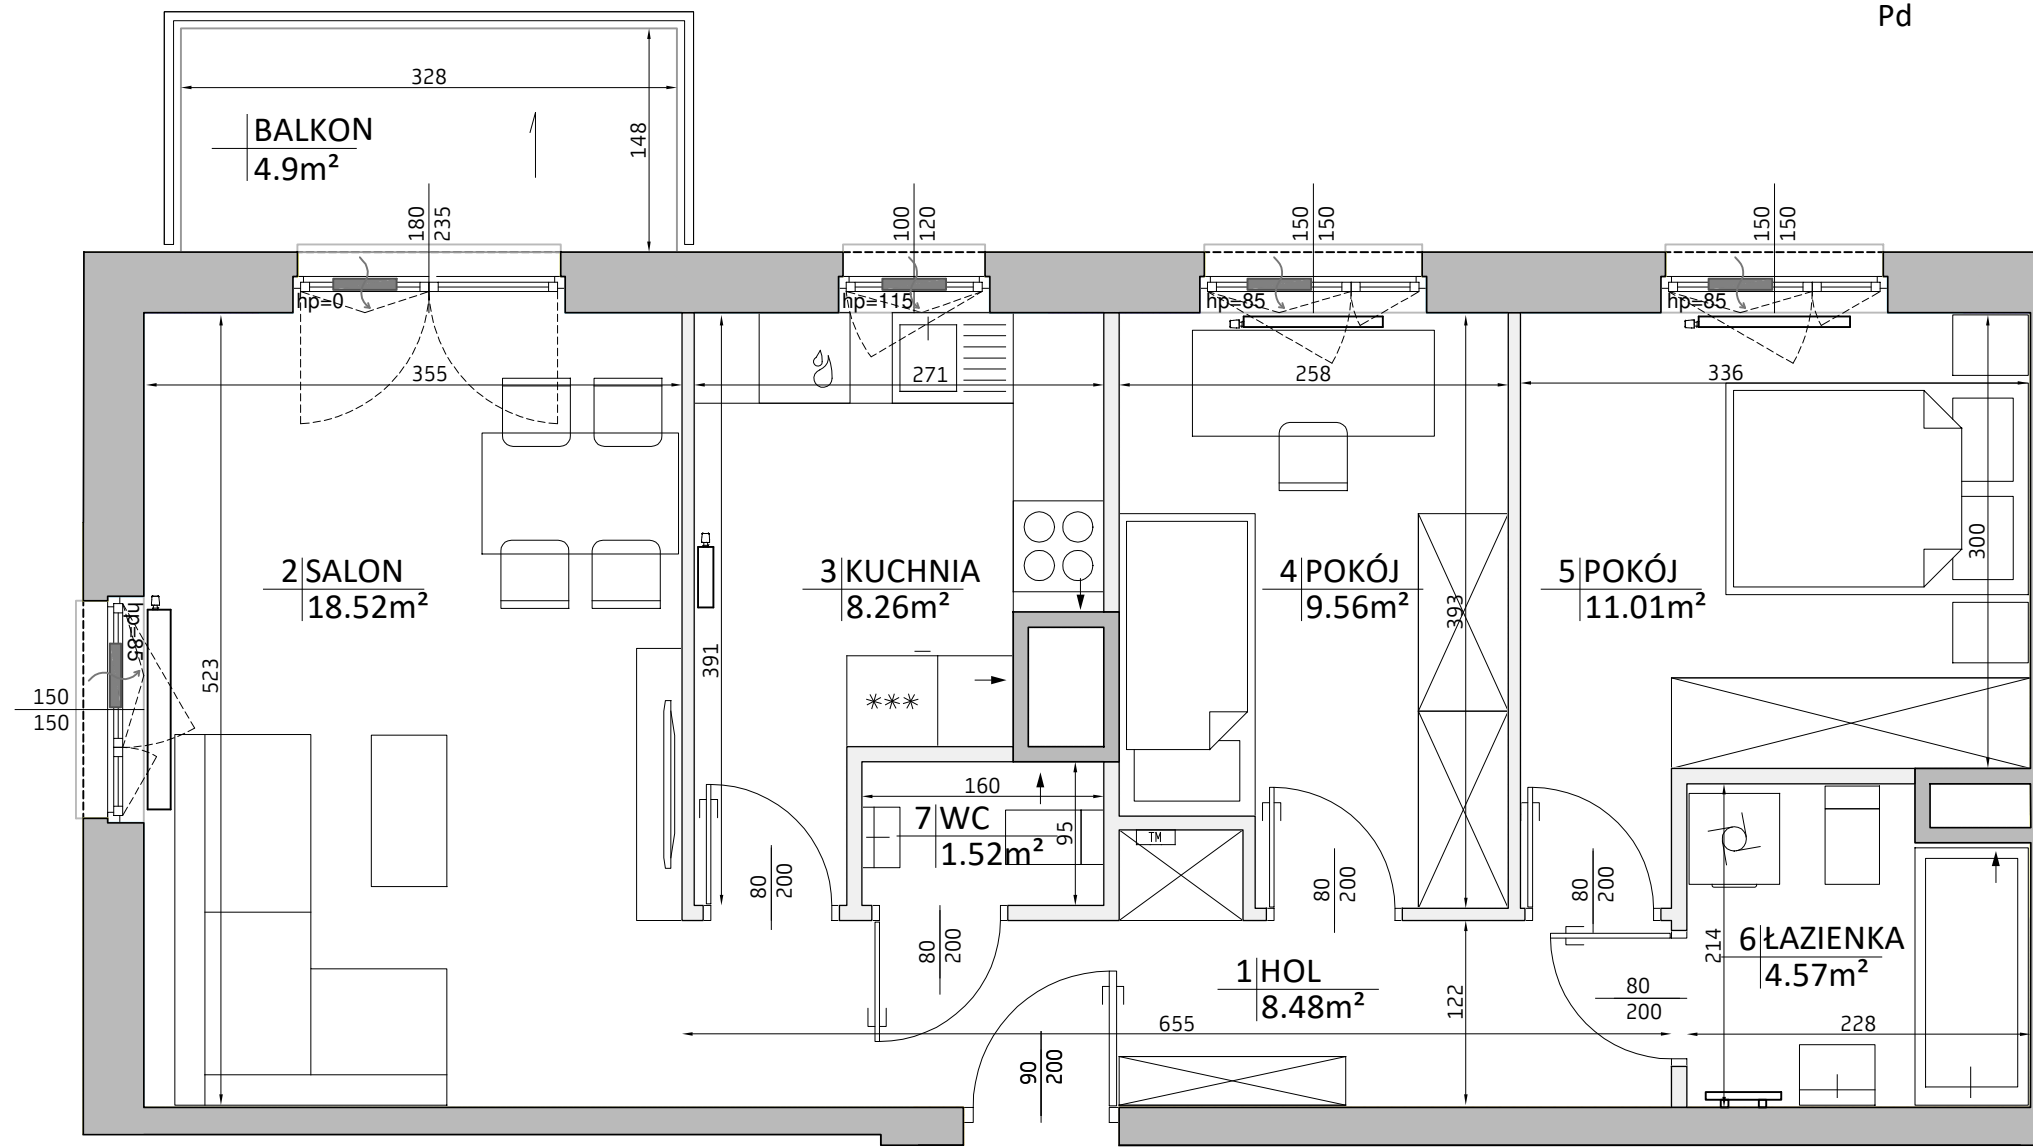 Pd
328
BALKON
4.9m²
148
180
235
100
120
150
150
150
150
hp=0
hp=115
hp=85
hp=85
355
271
258
336
2 SALON
18.52m²
3 KUCHNIA
8.26m²
4 POKÓJ
9.56m²
5 POKÓJ
11.01m²
300
393
hp=85
523
391
150
150
***
160
7 WC
1.52m²
95
TM
80
200
80
200
80
200
80
200
214
6 ŁAZIENKA
4.57m²
1 HOL
8.48m²
122
80
200
655
228
90
200